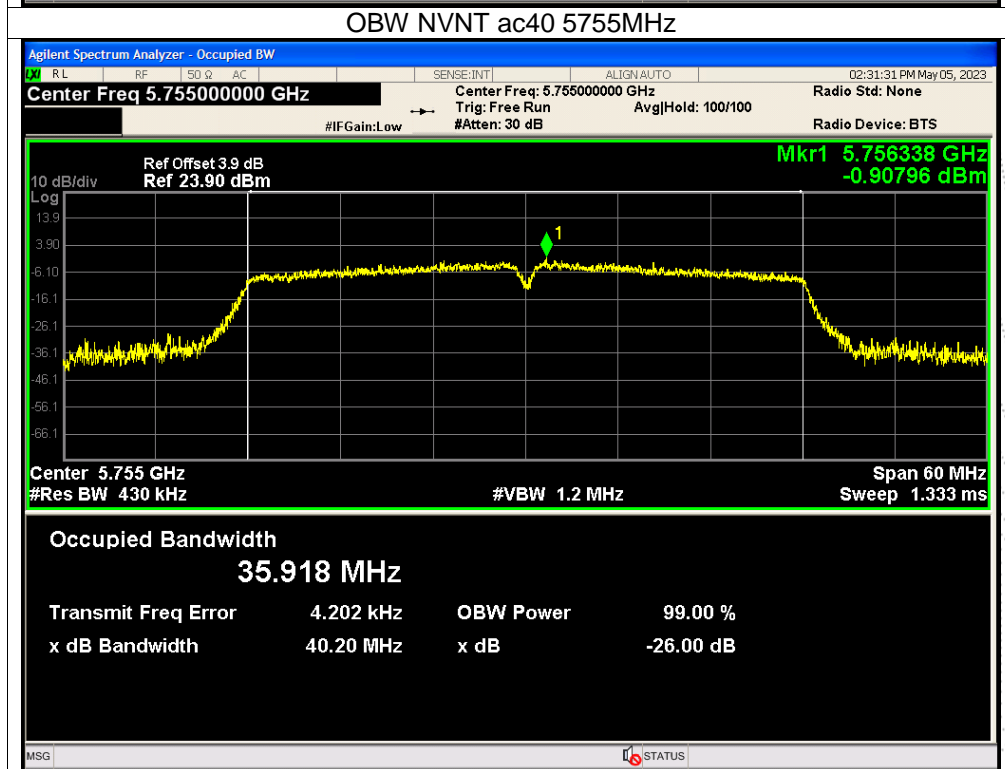 OBW NVNT ac40 5755MHz
Agilent Spectrum Analyzer - Occupied BW
LXI RL RF 50 Ω AC SENSE:INT ALIGN AUTO 02:31:31 PM May 05, 2023
Center Freq 5.755000000 GHz Center Freq: 5.755000000 GHz Radio Std: None
Trig: Free Run Avg|Hold: 100/100
#IFGain:Low #Atten: 30 dB Radio Device: BTS
Mkr1 5.756338 GHz
Ref Offset 3.9 dB -0.90796 dBm
10 dB/div Ref 23.90 dBm
Log
13.9
3.90
1
-6.10
-16.1
-26.1
-36.1
-46.1
-56.1
-66.1
Center 5.755 GHz Span 60 MHz
#Res BW 430 kHz #VBW 1.2 MHz Sweep 1.333 ms
Occupied Bandwidth
35.918 MHz
Transmit Freq Error 4.202 kHz OBW Power 99.00 %
x dB Bandwidth 40.20 MHz x dB -26.00 dB
MSG STATUS